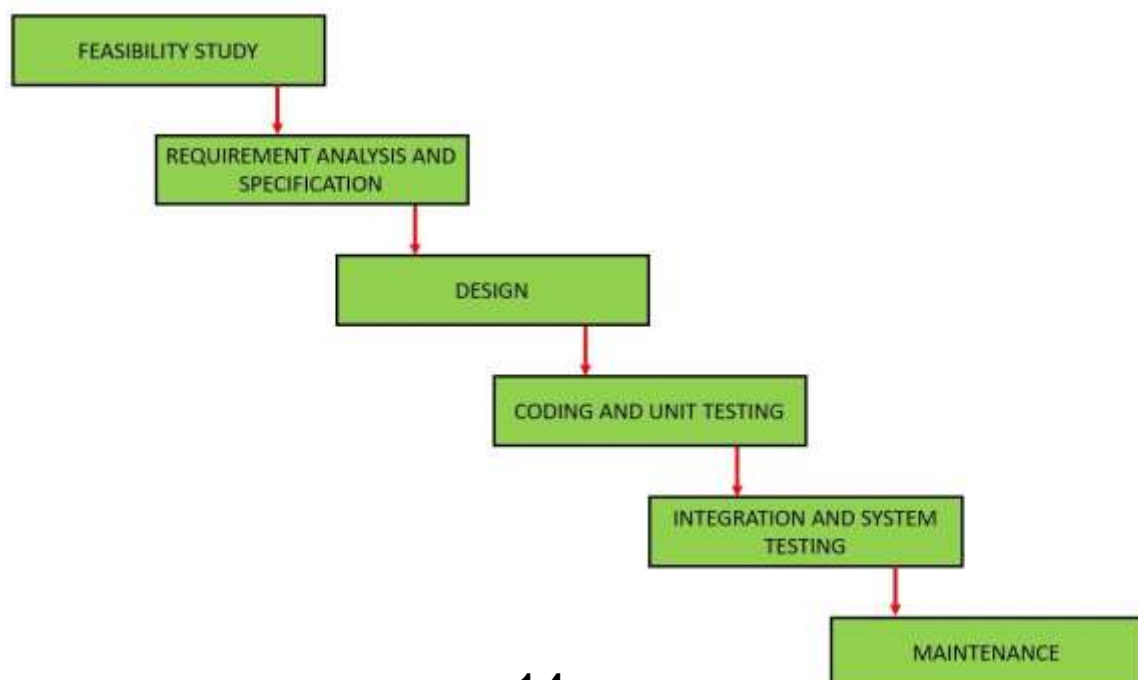 FEASIBILITY STUDY
REQUIREMENT ANALYSIS AND
SPECIFICATION
DESIGN
CODING AND UNIT TESTING
INTEGRATION AND SYSTEM
TESTING
MAINTENANCE